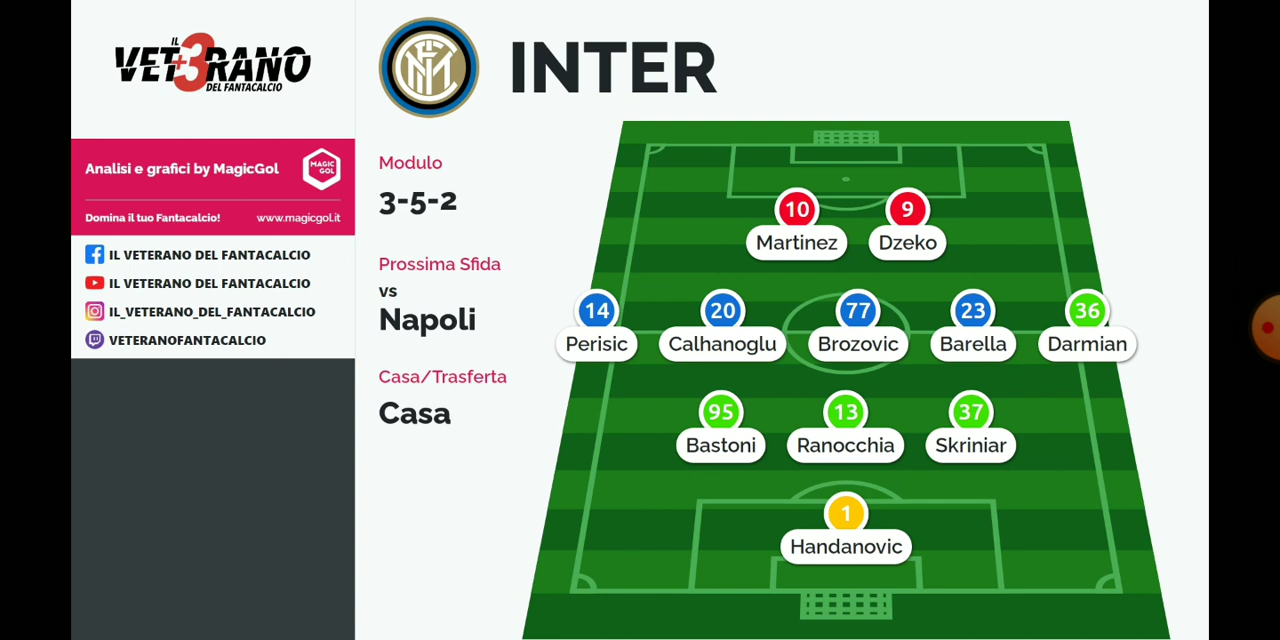 IL
VET+3RANO
DEL FANTACALCIO
Analisi e grafici by MagicGol
MAGIC
GOL
Domina il tuo Fantacalcio! www.magicgol.it
IL VETERANO DEL FANTACALCIO
IL VETERANO DEL FANTACALCIO
IL_VETERANO_DEL_FANTACALCIO
VETERANOFANTACALCIO
INTER
Modulo
3-5-2
Prossima Sfida
vs
Napoli
Casa/Trasferta
Casa
10 9
Martinez Dzeko
14 20 77 23 36
Perisic Calhanoglu Brozovic Barella Darmian
95 13 37
Bastoni Ranocchia Skriniar
1
Handanovic